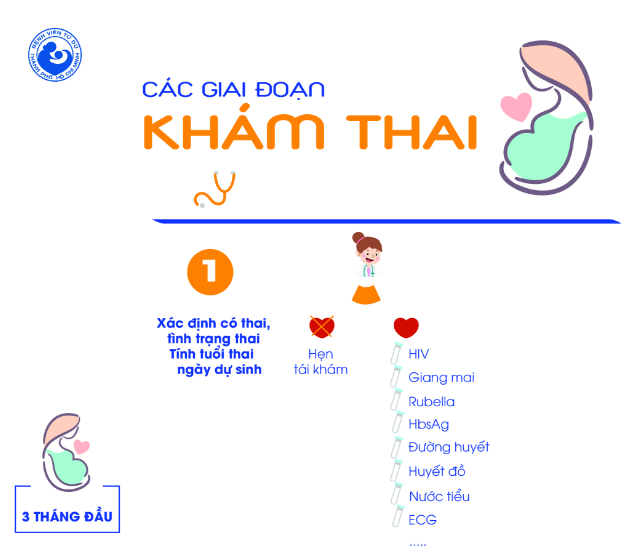 BỆNH VIỆN TỪ DŨ
THÀNH PHỐ HỒ CHÍ MINH
CÁC GIAI ĐOẠN
KHÁM THAI
1
Xác định có thai,
tình trạng thai
Tính tuổi thai
ngày dự sinh
Hẹn
tái khám
HIV
Giang mai
Rubella
HbsAg
Đường huyết
Huyết đồ
Nước tiểu
ECG
.....
3 THÁNG ĐẦU